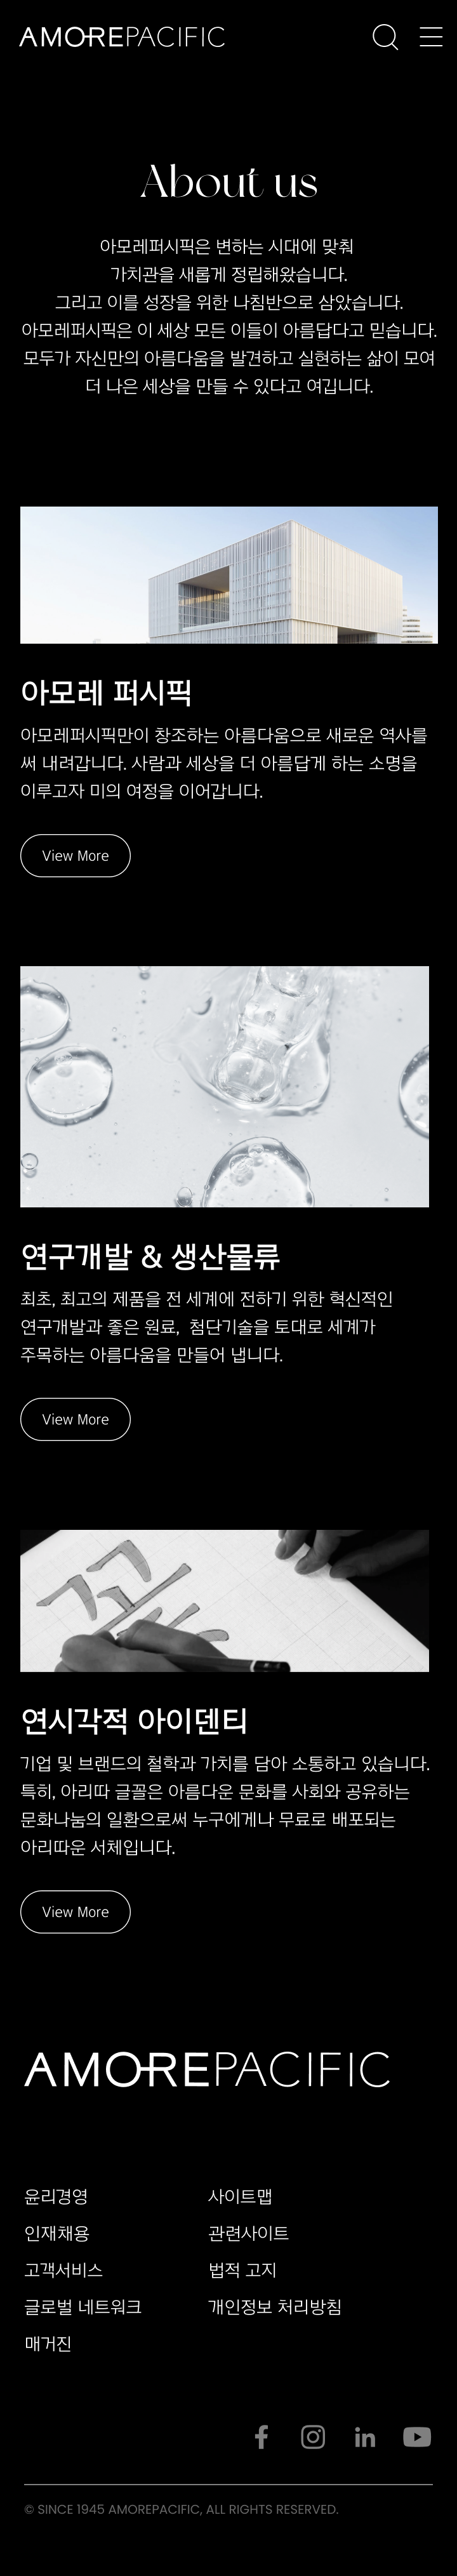 AMOREPACIFIC
About us
아모레퍼시픽은 변하는 시대에 맞춰
가치관을 새롭게 정립해왔습니다.
그리고 이를 성장을 위한 나침반으로 삼았습니다.
아모레퍼시픽은 이 세상 모든 이들이 아름답다고 믿습니다.
모두가 자신만의 아름다움을 발견하고 실현하는 삶이 모여
더 나은 세상을 만들 수 있다고 여깁니다.
아모레 퍼시픽
아모레퍼시픽만이 창조하는 아름다움으로 새로운 역사를
써 내려갑니다. 사람과 세상을 더 아름답게 하는 소명을
이루고자 미의 여정을 이어갑니다.
View More
연구개발 & 생산물류
최초, 최고의 제품을 전 세계에 전하기 위한 혁신적인
연구개발과 좋은 원료, 첨단기술을 토대로 세계가
주목하는 아름다움을 만들어 냅니다.
View More
연시각적 아이덴티
기업 및 브랜드의 철학과 가치를 담아 소통하고 있습니다.
특히, 아리따 글꼴은 아름다운 문화를 사회와 공유하는
문화나눔의 일환으로써 누구에게나 무료로 배포되는
아리따운 서체입니다.
View More
AMOREPACIFIC
윤리경영 사이트맵
인재채용 관련사이트
고객서비스 법적 고지
글로벌 네트워크 개인정보 처리방침
매거진
© SINCE 1945 AMOREPACIFIC, ALL RIGHTS RESERVED.